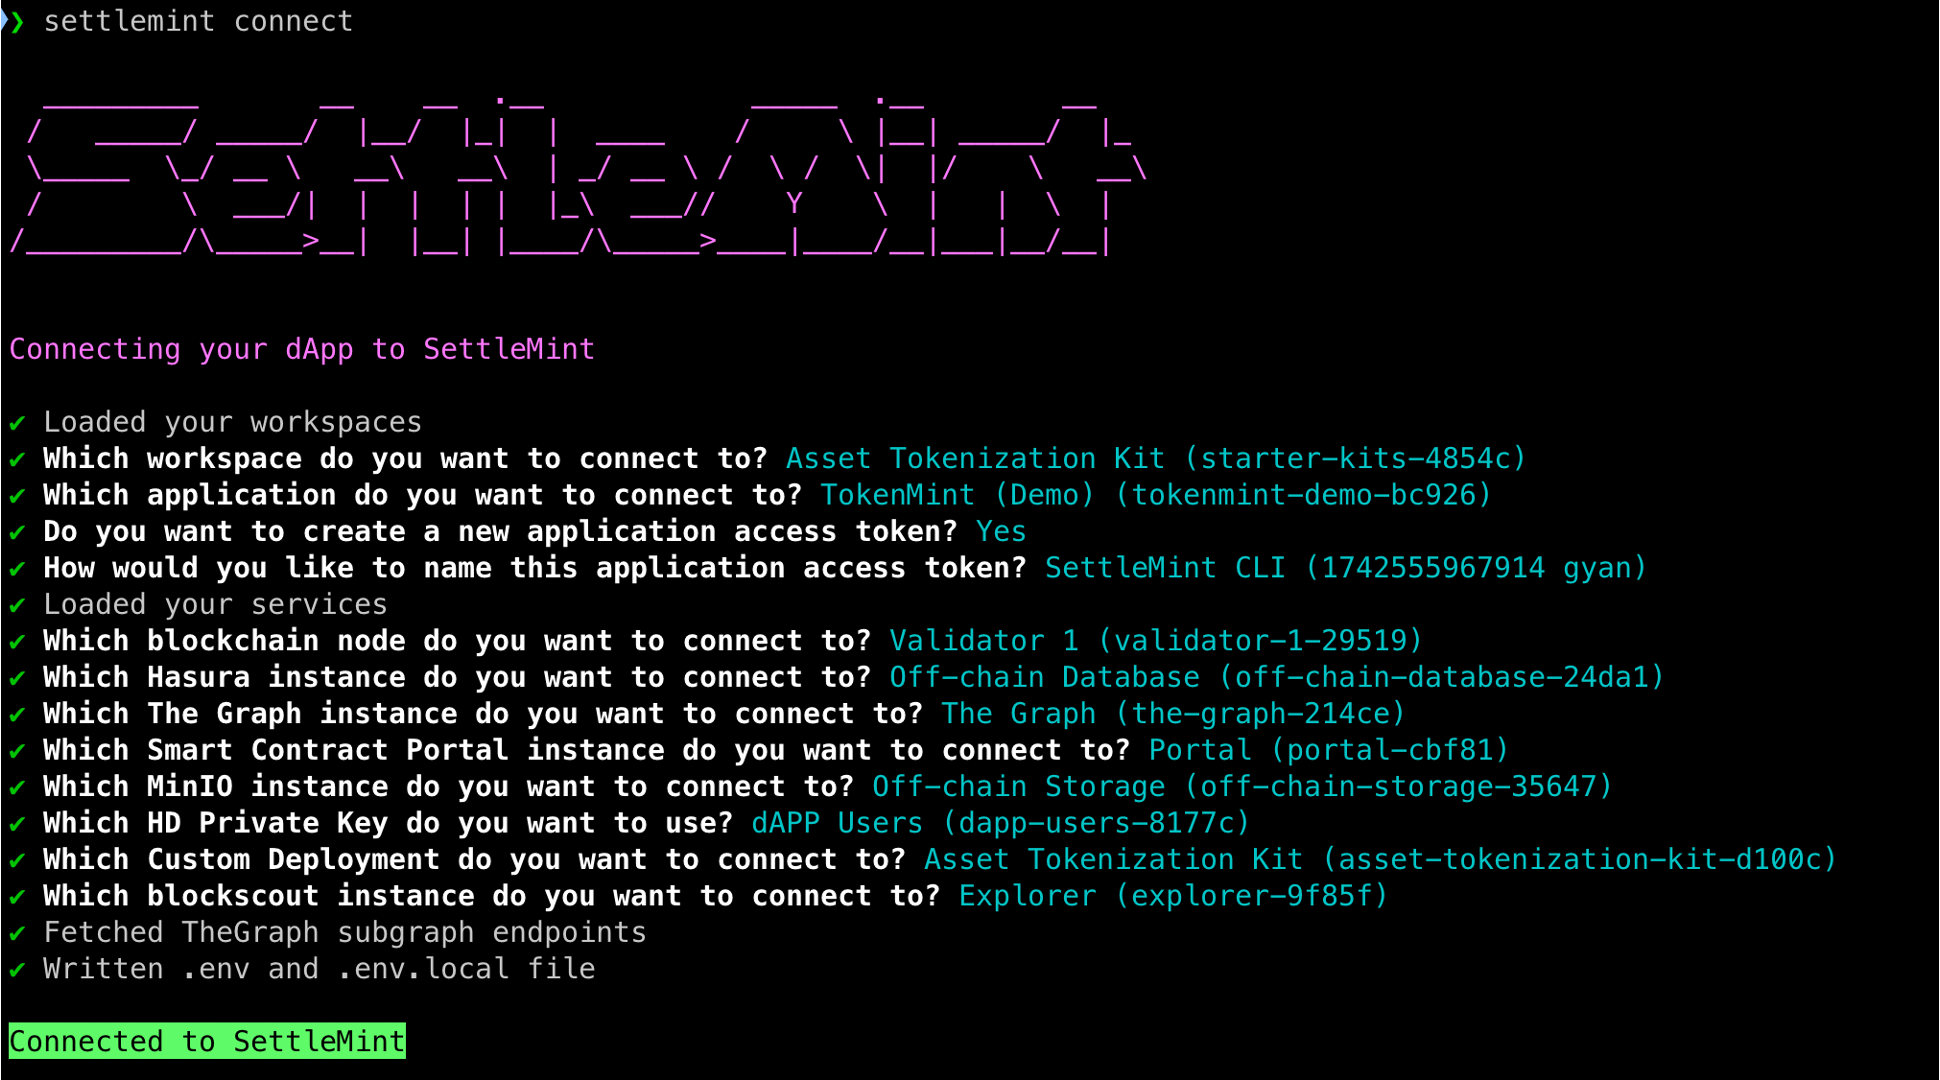 ❯ settlemint connect
SettleMint
Connecting your dApp to SettleMint
✔ Loaded your workspaces
✔ Which workspace do you want to connect to? Asset Tokenization Kit (starter-kits-4854c)
✔ Which application do you want to connect to? TokenMint (Demo) (tokenmint-demo-bc926)
✔ Do you want to create a new application access token? Yes
✔ How would you like to name this application access token? SettleMint CLI (1742555967914 gyan)
✔ Loaded your services
✔ Which blockchain node do you want to connect to? Validator 1 (validator-1-29519)
✔ Which Hasura instance do you want to connect to? Off-chain Database (off-chain-database-24da1)
✔ Which The Graph instance do you want to connect to? The Graph (the-graph-214ce)
✔ Which Smart Contract Portal instance do you want to connect to? Portal (portal-cbf81)
✔ Which MinIO instance do you want to connect to? Off-chain Storage (off-chain-storage-35647)
✔ Which HD Private Key do you want to use? dAPP Users (dapp-users-8177c)
✔ Which Custom Deployment do you want to connect to? Asset Tokenization Kit (asset-tokenization-kit-d100c)
✔ Which blockscout instance do you want to connect to? Explorer (explorer-9f85f)
✔ Fetched TheGraph subgraph endpoints
✔ Written .env and .env.local file
Connected to SettleMint